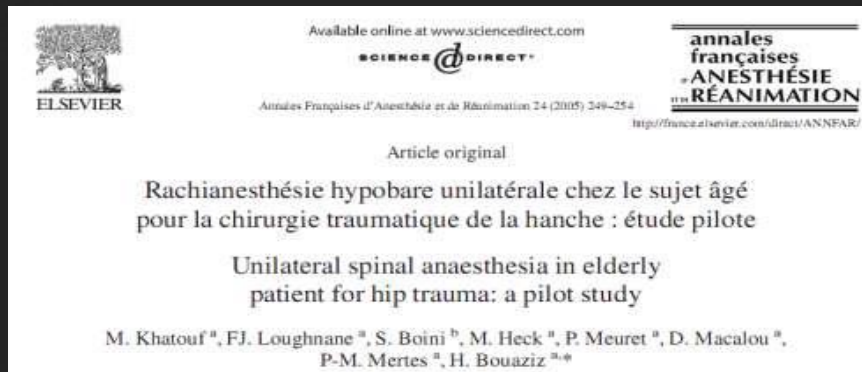 Available online at www.sciencedirect.com
SCIENCE DIRECT®
ELSEVIER
annales
françaises
d'ANESTHÉSIE
ET DE RÉANIMATION
Annales Françaises d'Anesthésie et de Réanimation 24 (2005) 249–254
http://france.elsevier.com/direct/ANNFAR/
Article original
Rachianesthésie hypobare unilatérale chez le sujet âgé
pour la chirurgie traumatique de la hanche : étude pilote
Unilateral spinal anaesthesia in elderly
patient for hip trauma: a pilot study
M. Khatouf ᵃ, FJ. Loughnane ᵃ, S. Boini ᵇ, M. Heck ᵃ, P. Meuret ᵃ, D. Macalou ᵃ,
P-M. Mertes ᵃ, H. Bouaziz ᵃ,*